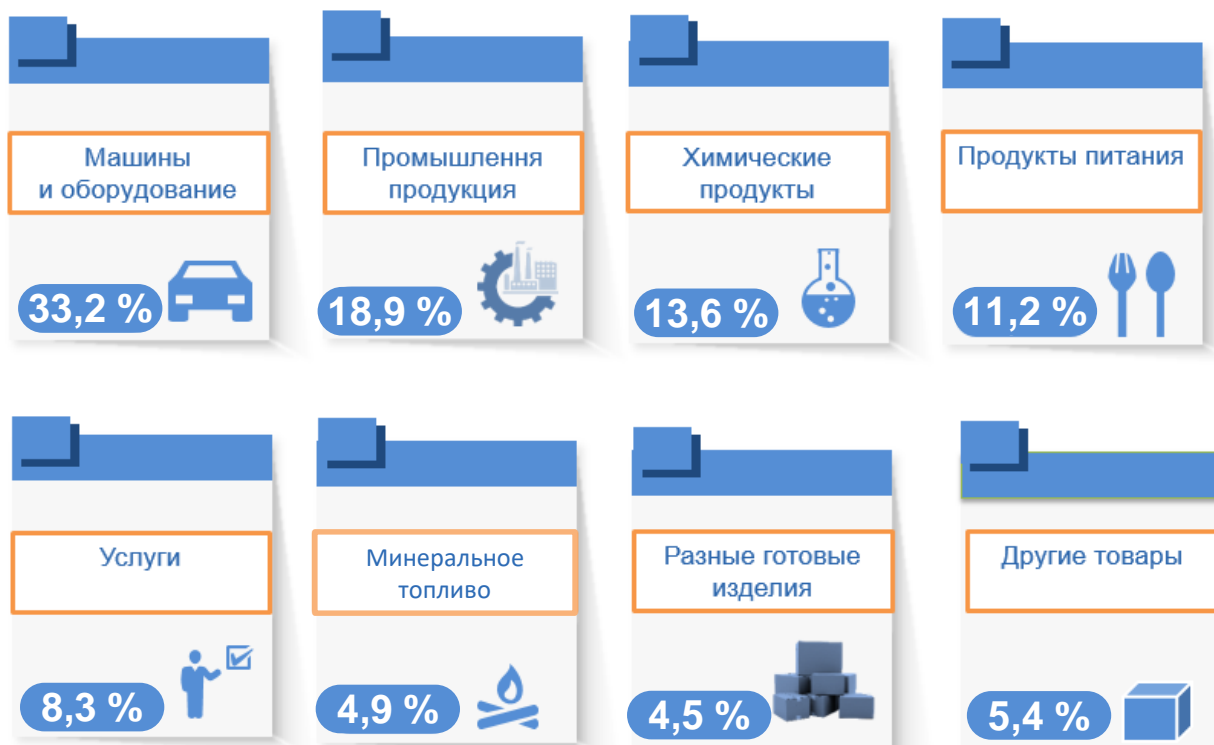 Машины
и оборудование
33,2 %
Промышлення
продукция
18,9 %
Химические
продукты
13,6 %
Продукты питания
11,2 %
Услуги
8,3 %
Минеральное
топливо
4,9 %
Разные готовые
изделия
4,5 %
Другие товары
5,4 %